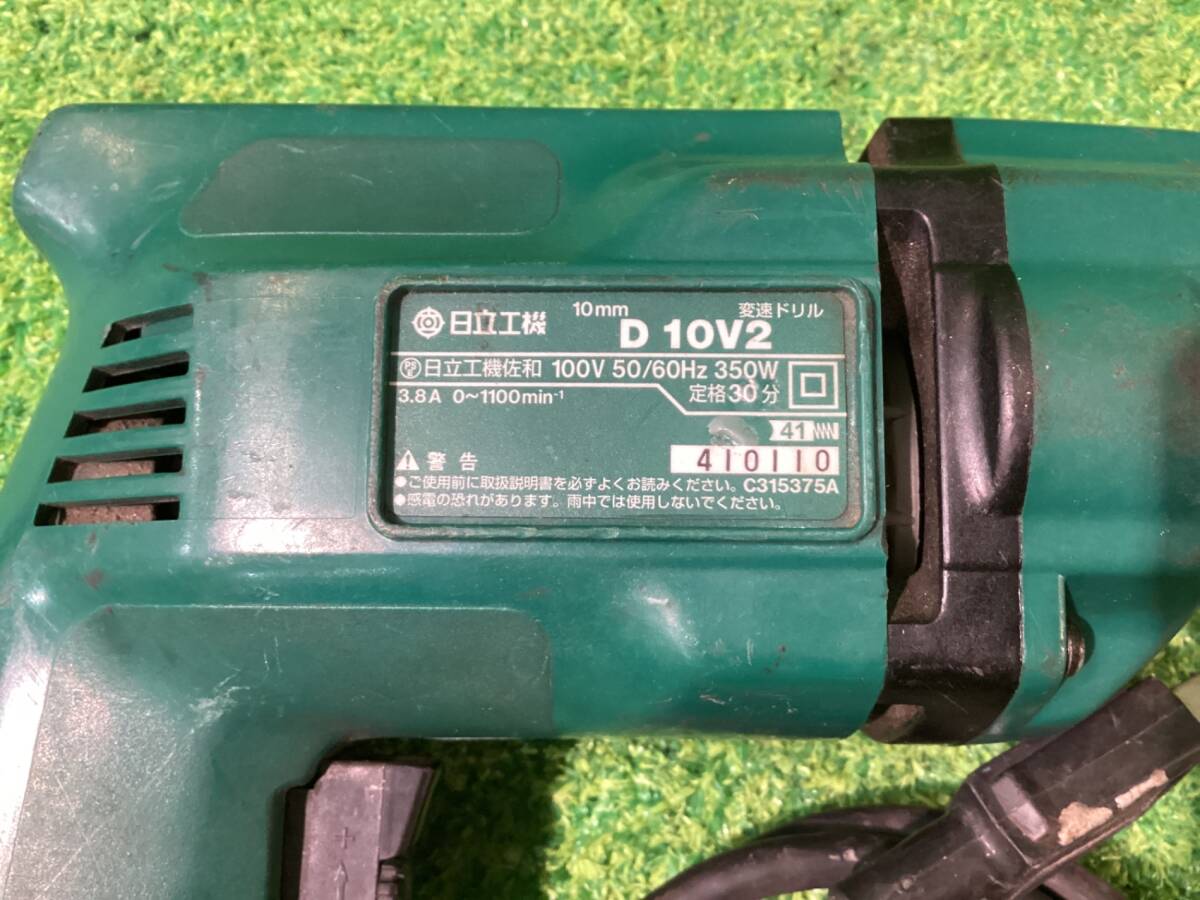 日立工機 10mm 変速ドリル
D 10V2
PS E 日立工機佐和 100V 50/60Hz 350W
3.8A 0~1100min-1 定格30分
41
410110
警告
●ご使用前に取扱説明書を必ずよくお読みください。 C315375A
●感電の恐れがあります。雨中では使用しないでください。